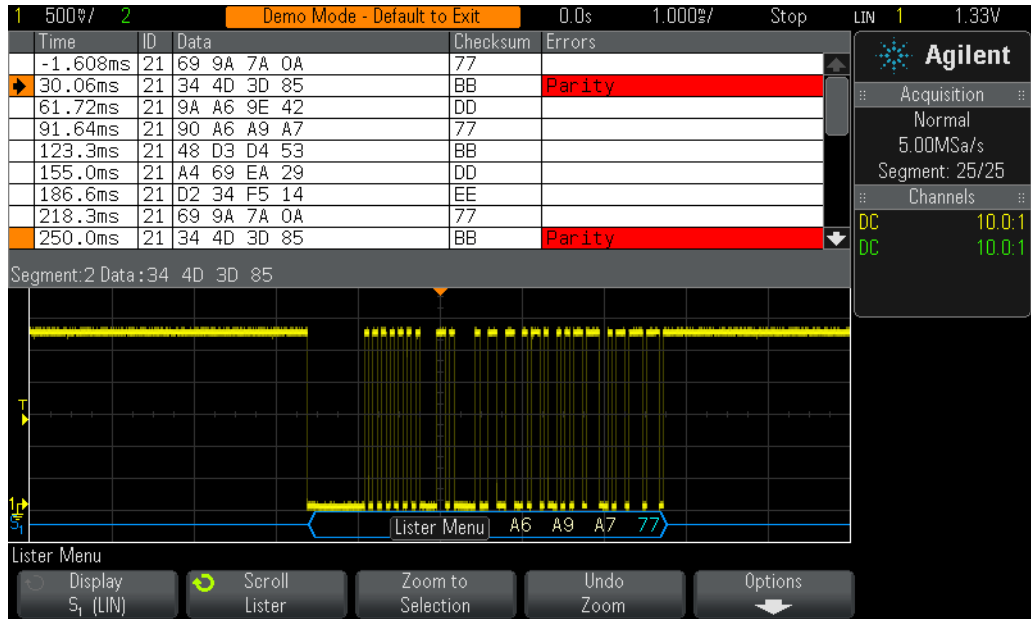 1 500mV/ 2 Demo Mode - Default to Exit 0.0s 1.000ms/ Stop LIN 1 1.33V
Time ID Data Checksum Errors
-1.608ms 21 69 9A 7A 0A 77
30.06ms 21 34 4D 3D 85 BB Parity
61.72ms 21 9A A6 9E 42 DD
91.64ms 21 90 A6 A9 A7 77
123.3ms 21 48 D3 D4 53 BB
155.0ms 21 A4 69 EA 29 DD
186.6ms 21 D2 34 F5 14 EE
218.3ms 21 69 9A 7A 0A 77
250.0ms 21 34 4D 3D 85 BB Parity
Segment:2 Data:34 4D 3D 85
Agilent
Acquisition
Normal
5.00MSa/s
Segment: 25/25
Channels
DC 10.0:1
DC 10.0:1
T
1
S1
Lister Menu A6 A9 A7 77
Lister Menu
Display
S1 (LIN)
Scroll
Lister
Zoom to
Selection
Undo
Zoom
Options